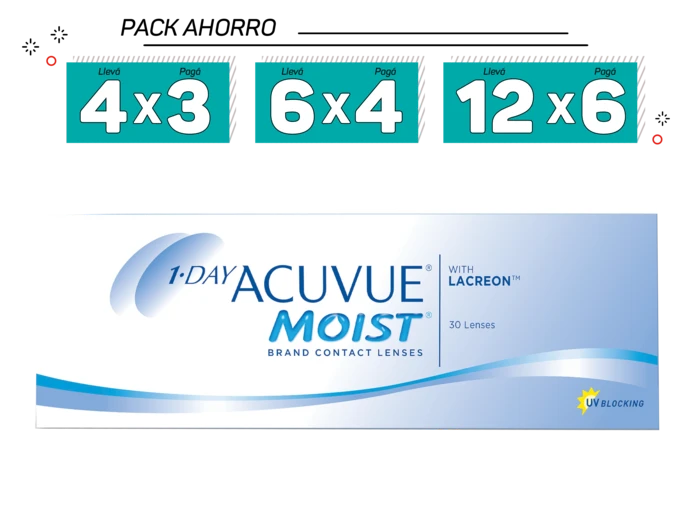 PACK AHORRO
Llevá Pagá
4x3
Llevá Pagá
6x4
Llevá Pagá
12x6
1·DAY ACUVUE®
MOIST®
BRAND CONTACT LENSES
WITH
LACREON™
30 Lenses
UV BLOCKING